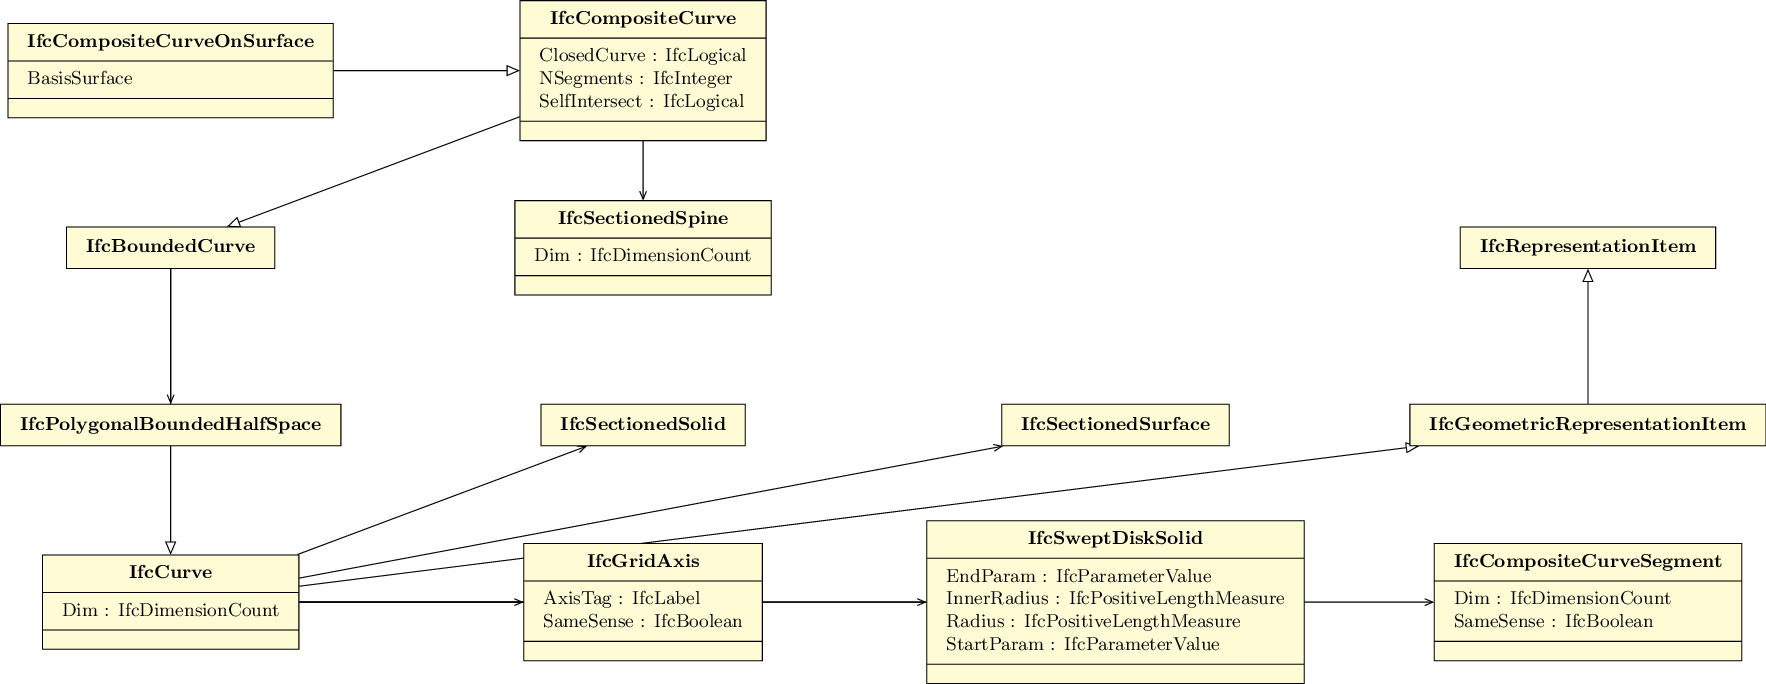 IfcCompositeCurveOnSurface
BasisSurface
IfcCompositeCurve
ClosedCurve : IfcLogical
NSegments : IfcInteger
SelfIntersect : IfcLogical
IfcBoundedCurve
IfcSectionedSpine
Dim : IfcDimensionCount
IfcRepresentationItem
IfcPolygonalBoundedHalfSpace
IfcSectionedSolid
IfcSectionedSurface
IfcGeometricRepresentationItem
IfcCurve
Dim : IfcDimensionCount
IfcGridAxis
AxisTag : IfcLabel
SameSense : IfcBoolean
IfcSweptDiskSolid
EndParam : IfcParameterValue
InnerRadius : IfcPositiveLengthMeasure
Radius : IfcPositiveLengthMeasure
StartParam : IfcParameterValue
IfcCompositeCurveSegment
Dim : IfcDimensionCount
SameSense : IfcBoolean